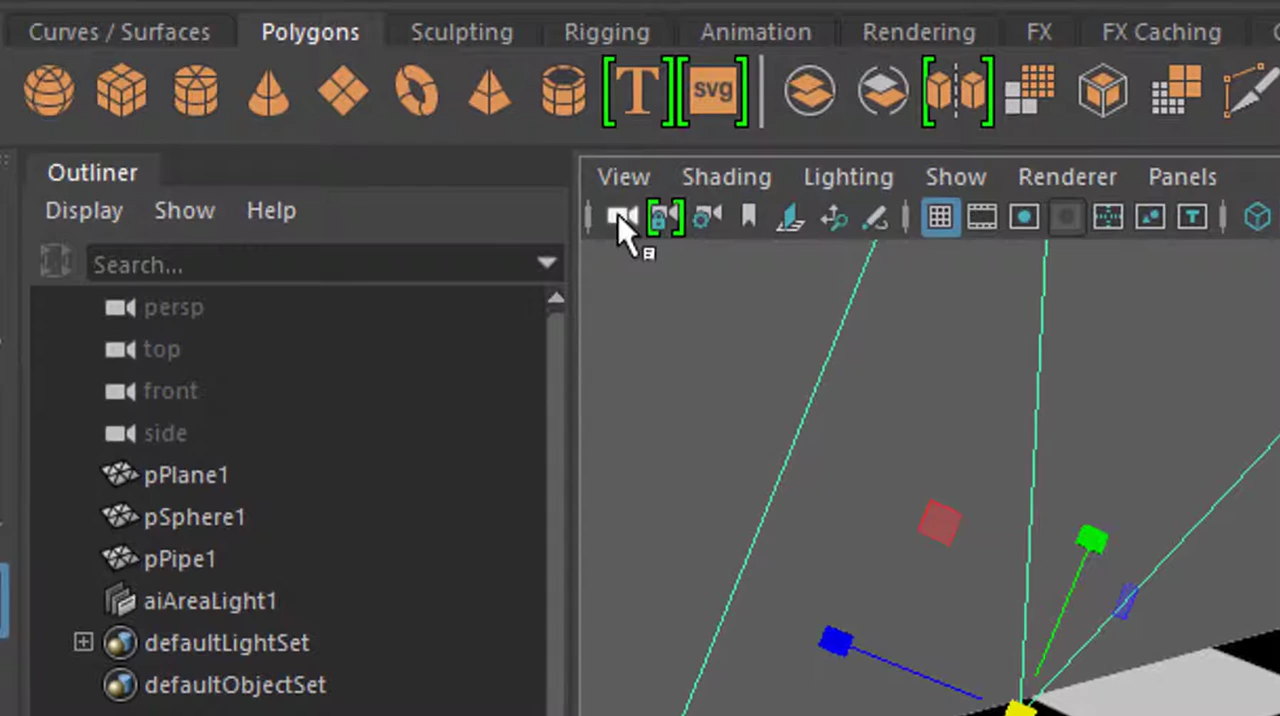 Curves / Surfaces Polygons Sculpting Rigging Animation Rendering FX FX Caching
T svg
Outliner
View Shading Lighting Show Renderer Panels
Display Show Help
T
Search...
persp
top
front
side
pPlane1
pSphere1
pPipe1
aiAreaLight1
defaultLightSet
defaultObjectSet